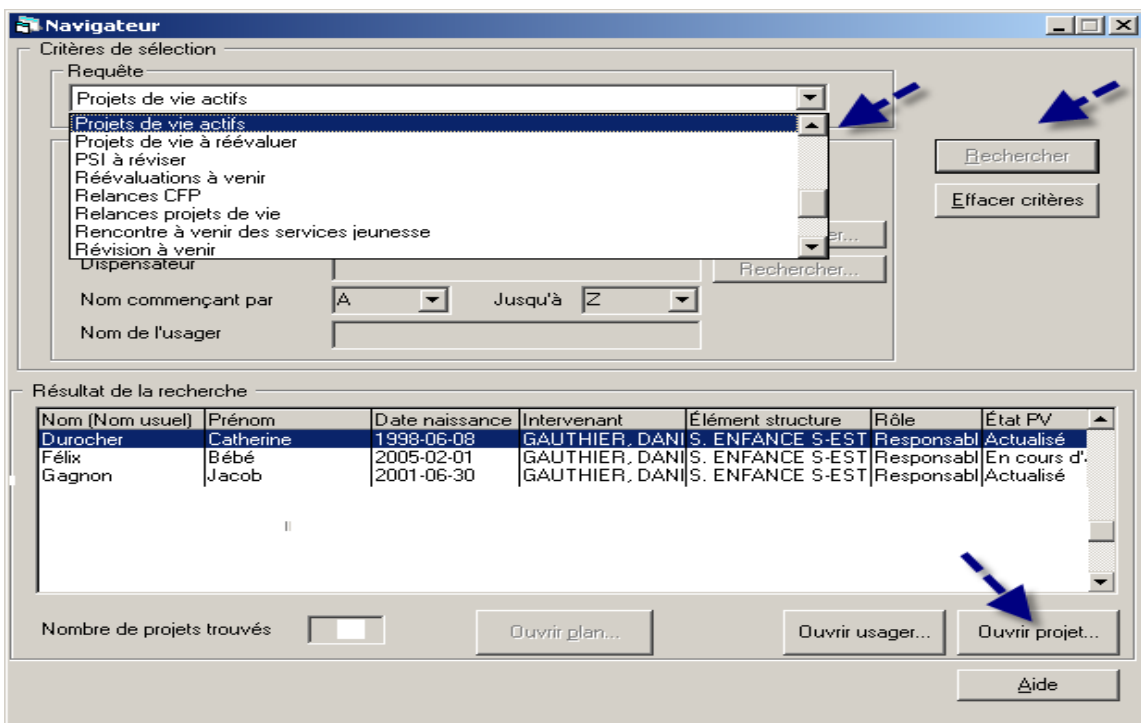 Navigateur
Critères de sélection
Requête
Projets de vie actifs
Projets de vie actifs
Projets de vie à réévaluer
PSI à réviser
Réévaluations à venir
Relances CFP
Relances projets de vie
Rencontre à venir des services jeunesse
Révision à venir
Rechercher
Effacer critères
er...
Dispensateur
Rechercher...
Nom commençant par A Jusqu'à Z
Nom de l'usager
Résultat de la recherche
Nom (Nom usuel) Prénom Date naissance Intervenant Élément structure Rôle État PV
Durocher Catherine 1998-06-08 GAUTHIER, DANI S. ENFANCE S-EST Responsabl Actualisé
Félix Bébé 2005-02-01 GAUTHIER, DANI S. ENFANCE S-EST Responsabl En cours d'
Gagnon Jacob 2001-06-30 GAUTHIER, DANI S. ENFANCE S-EST Responsabl Actualisé
Nombre de projets trouvés
Ouvrir plan...
Ouvrir usager...
Ouvrir projet...
Aide